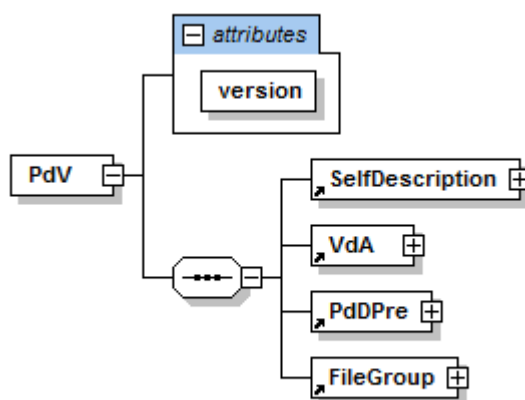 attributes
version
PdV
SelfDescription
VdA
PdDPre
FileGroup